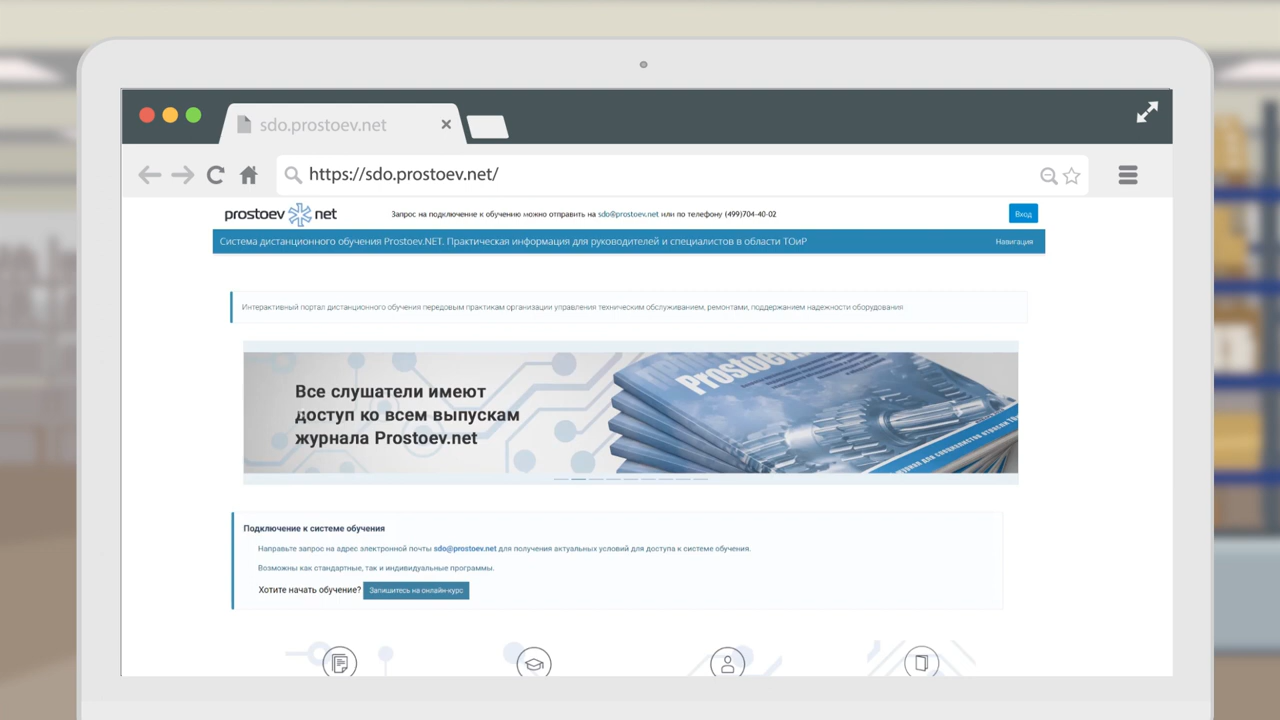 sdo.prostoev.net
https://sdo.prostoev.net/
prostoev net
Запрос на подключение к обучению можно отправить на sdo@prostoev.net или по телефону (499)704-40-02
Вход
Система дистанционного обучения Prostoev.NET. Практическая информация для руководителей и специалистов в области ТОиР
Навигация
Интерактивный портал дистанционного обучения передовым практикам организации управления техническим обслуживанием, ремонтами, поддержанием надежности оборудования
Все слушатели имеют
доступ ко всем выпускам
журнала Prostoev.net
Prostoev
журнал для специалистов отрасли
Подключение к системе обучения
Направьте запрос на адрес электронной почты sdo@prostoev.net для получения актуальных условий для доступа к системе обучения.
Возможны как стандартные, так и индивидуальные программы.
Хотите начать обучение? Запишитесь на онлайн-курс